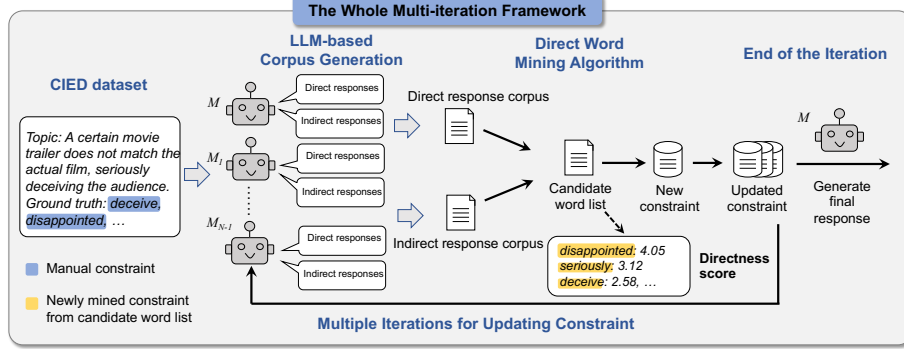 The Whole Multi-iteration Framework
LLM-based
Corpus Generation
Direct Word
Mining Algorithm
End of the Iteration
CIED dataset
Topic: A certain movie
trailer does not match the
actual film, seriously
deceiving the audience.
Ground truth: deceive,
disappointed, …
Manual constraint
Newly mined constraint
from candidate word list
M
Direct responses
Indirect responses
M1
Direct responses
Indirect responses
MN-1
Direct responses
Indirect responses
Direct response corpus
Indirect response corpus
Candidate
word list
New
constraint
Updated
constraint
M
Generate
final
response
disappointed: 4.05
seriously: 3.12
deceive: 2.58, …
Directness
score
Multiple Iterations for Updating Constraint